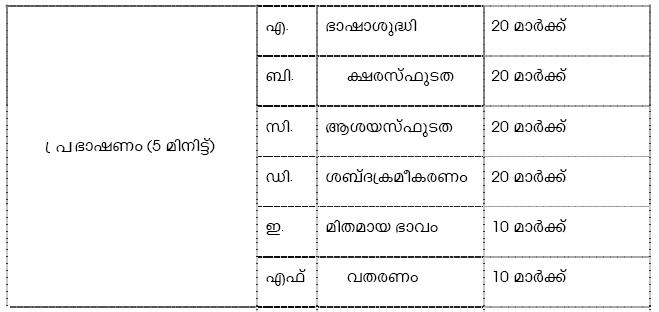 എ. ഭാഷാശുദ്ധി 20 മാർക്ക്
ബി. ക്ഷരസ്ഫുടത 20 മാർക്ക്
സി. ആശയസ്ഫുടത 20 മാർക്ക്
പ്രഭാഷണം (5 മിനിട്ട്)
ഡി. ശബ്ദക്രമീകരണം 20 മാർക്ക്
ഇ. മിതമായ ഭാവം 10 മാർക്ക്
എഫ് വതരണം 10 മാർക്ക്